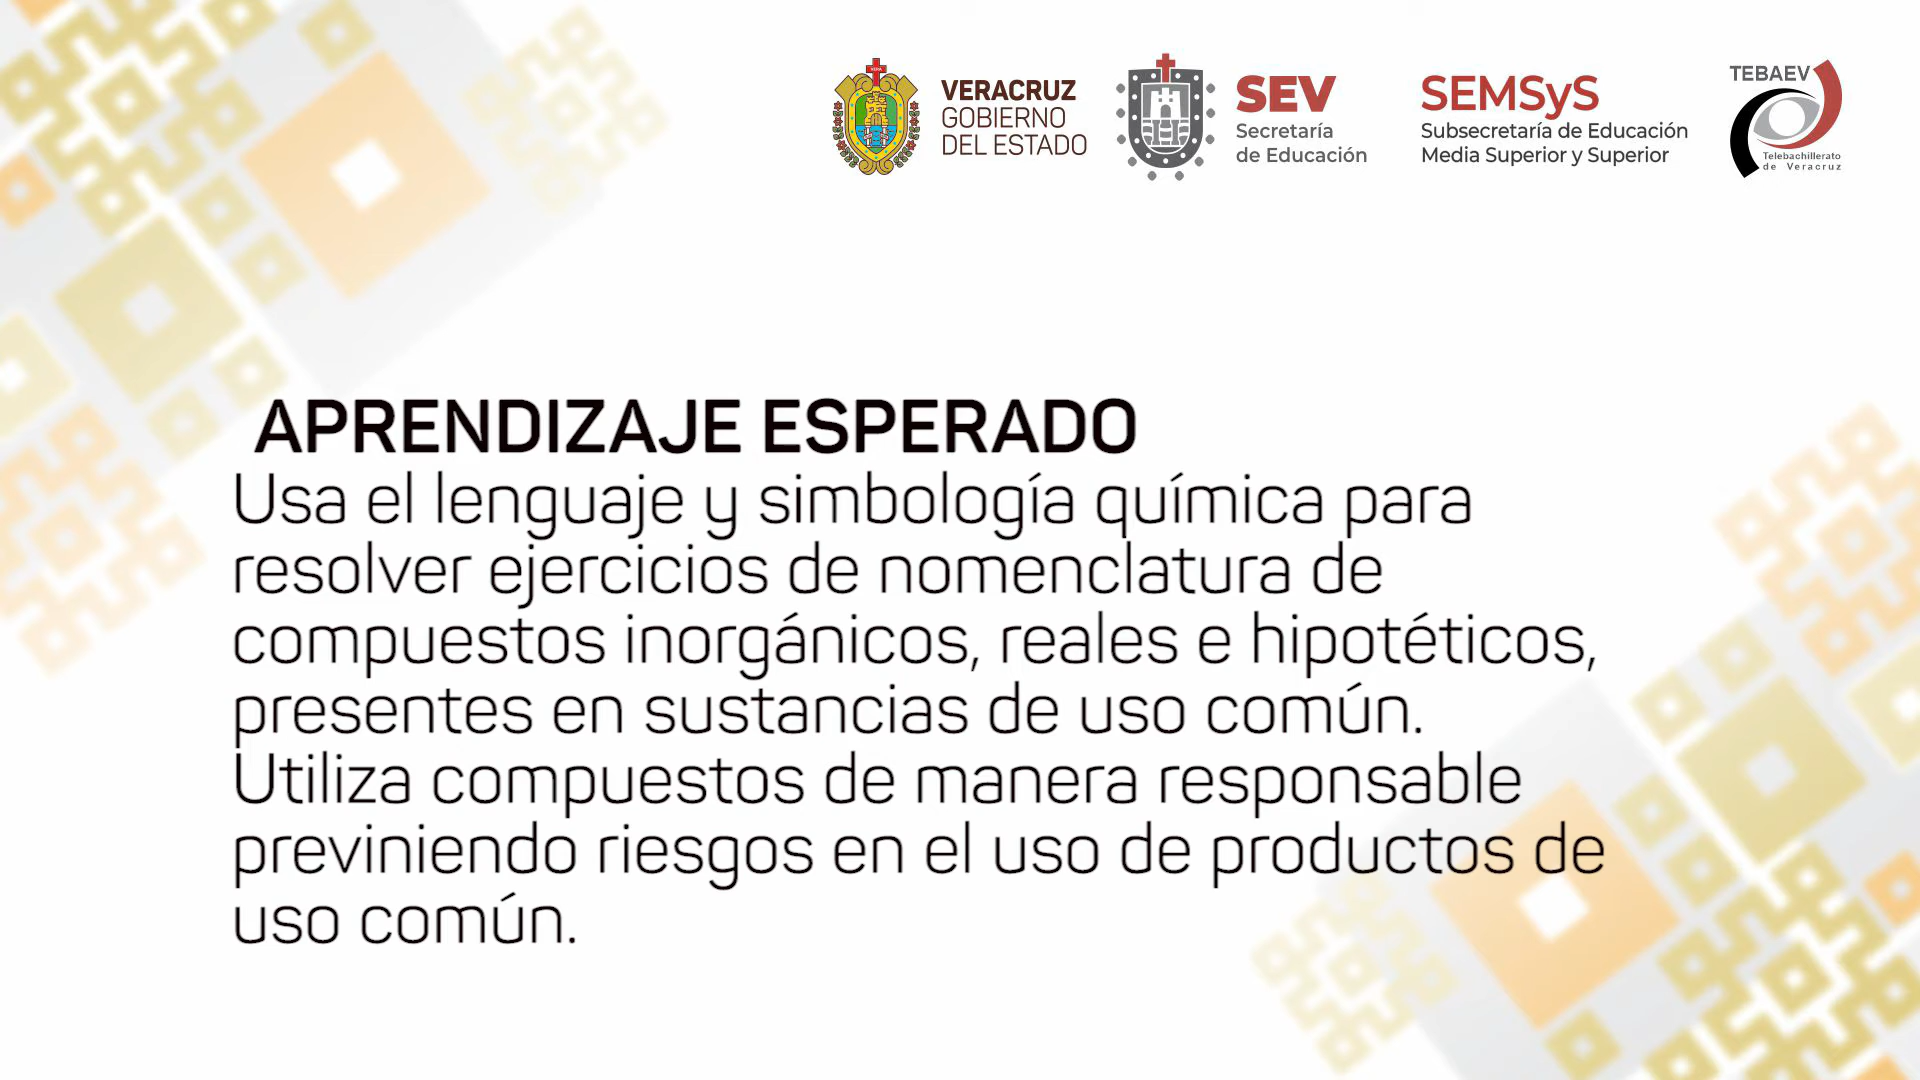 VERACRUZ
GOBIERNO
DEL ESTADO
SEV
Secretaría
de Educación
SEMSyS
Subsecretaría de Educación
Media Superior y Superior
TEBAEV
Telebachillerato
de Veracruz
APRENDIZAJE ESPERADO
Usa el lenguaje y simbología química para
resolver ejercicios de nomenclatura de
compuestos inorgánicos, reales e hipotéticos,
presentes en sustancias de uso común.
Utiliza compuestos de manera responsable
previniendo riesgos en el uso de productos de
uso común.